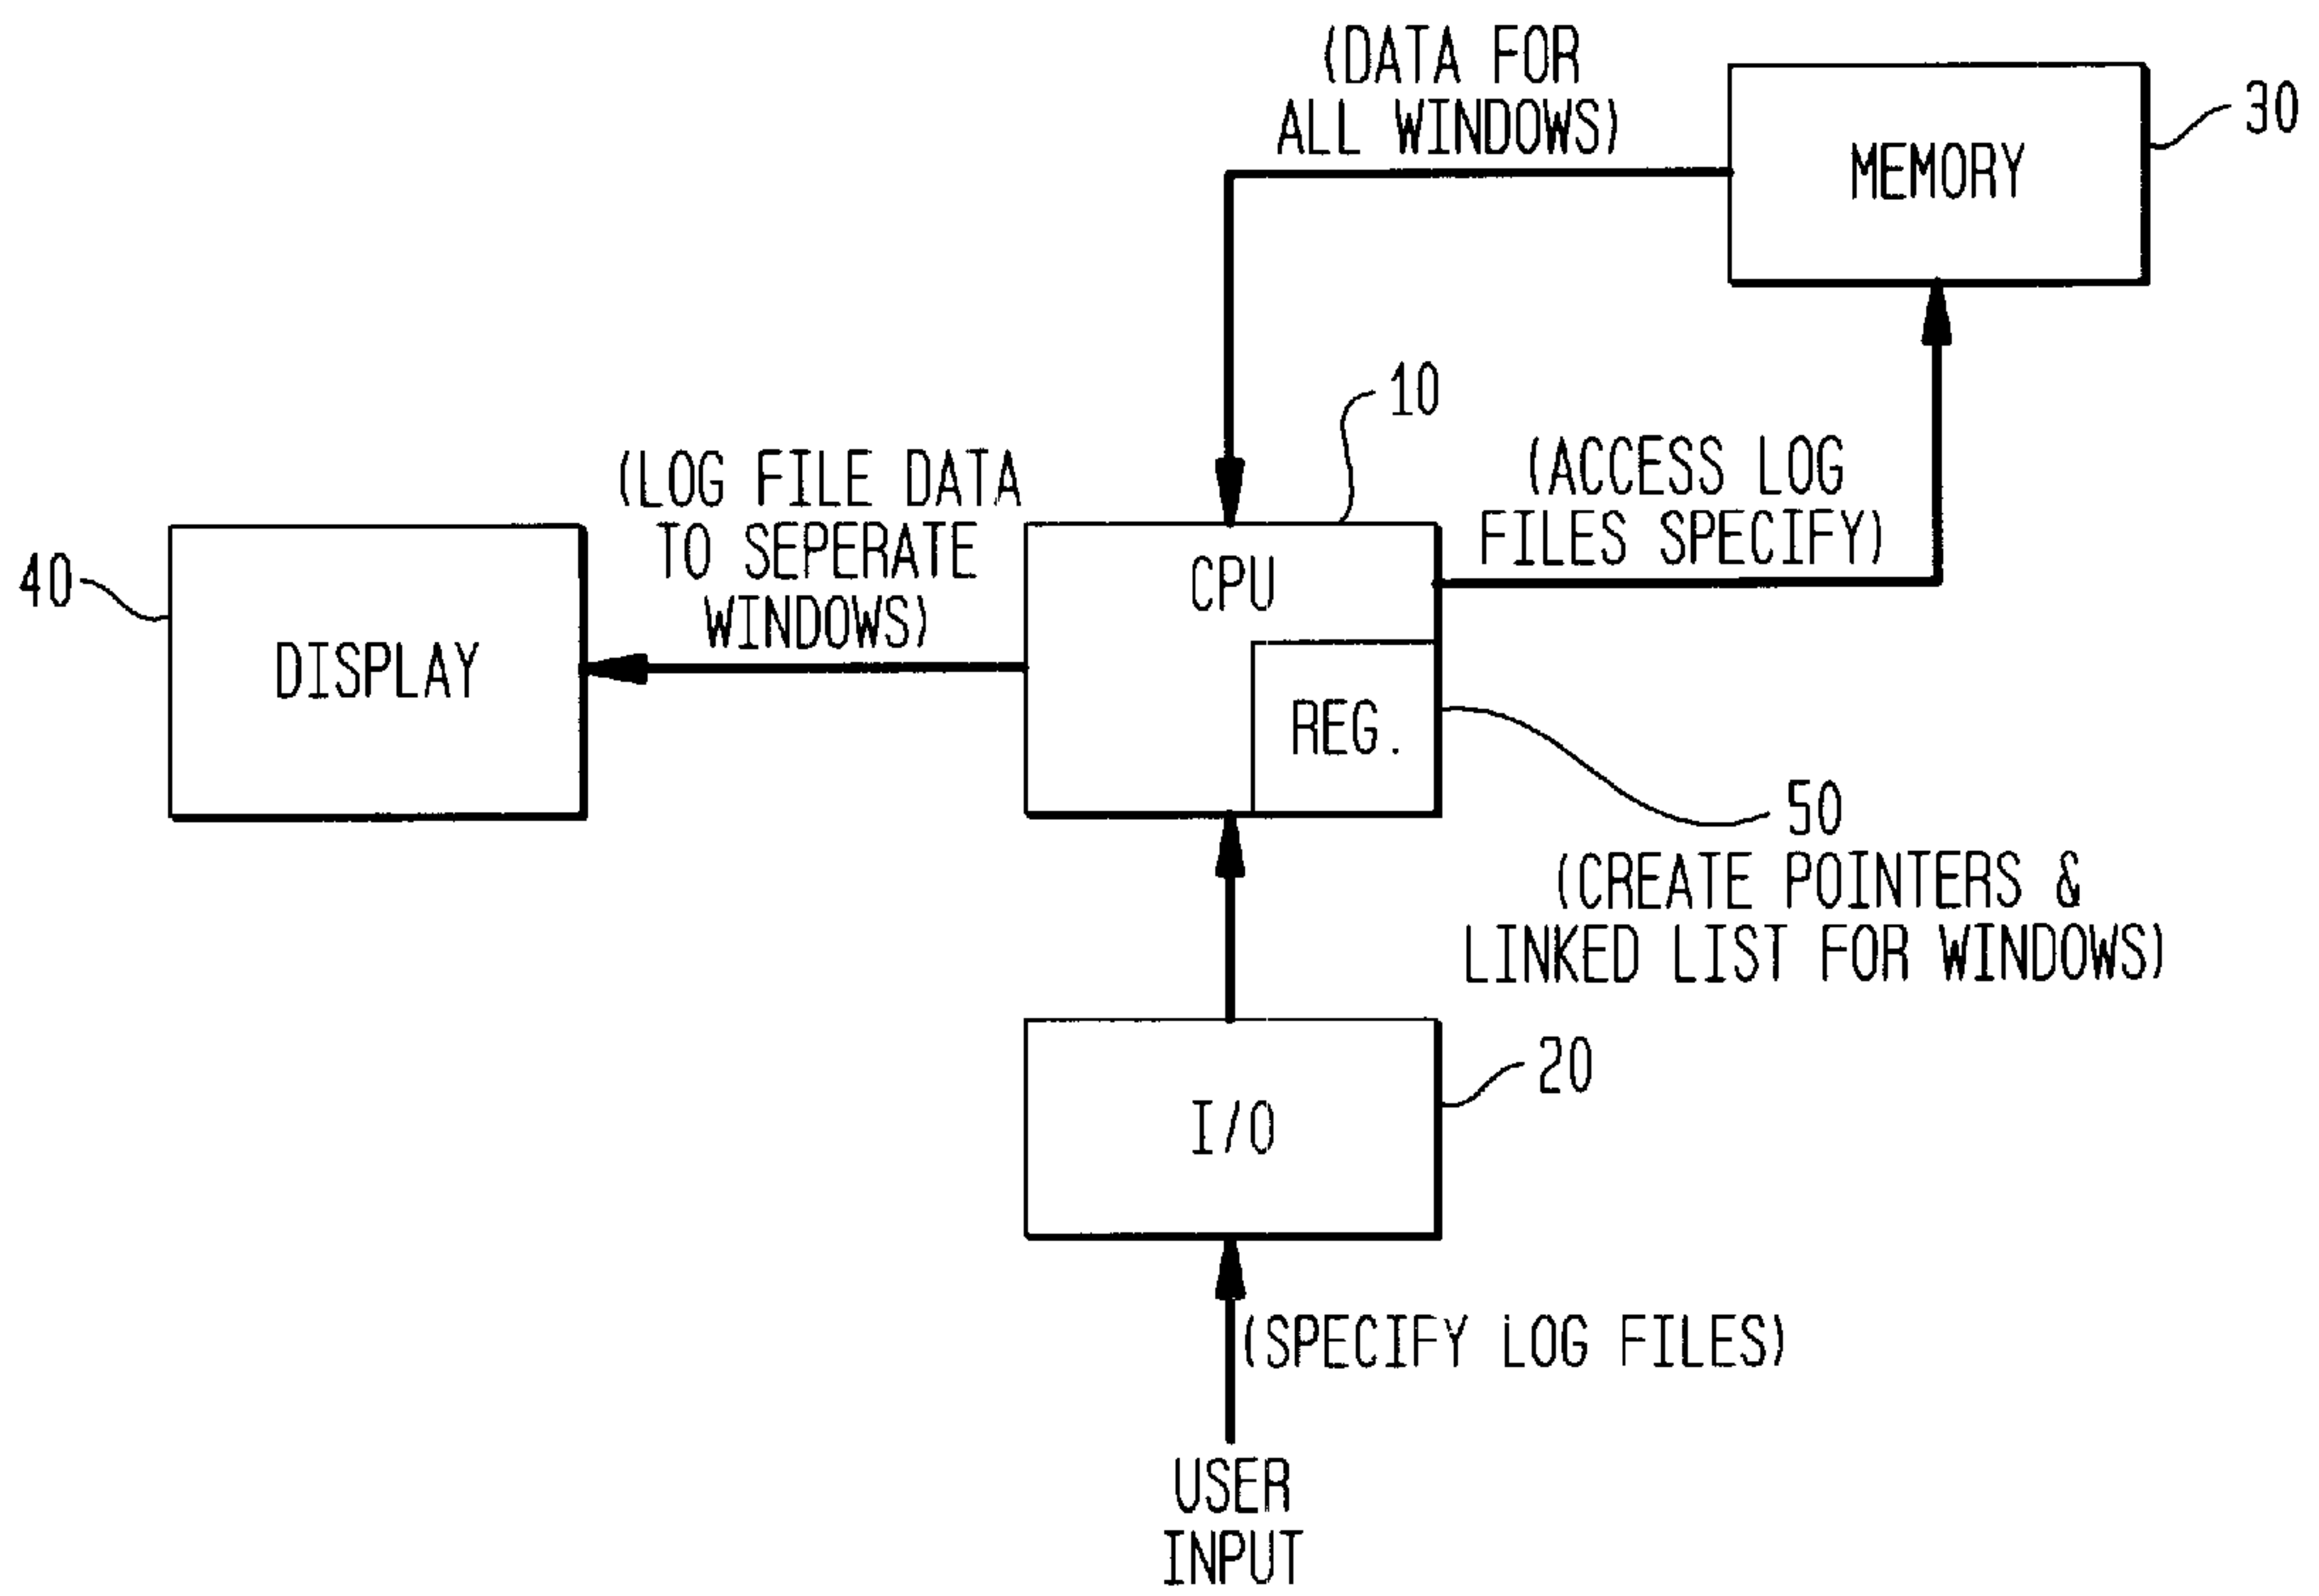 (DATA FOR
ALL WINDOWS)
MEMORY
30
10
(ACCESS LOG
FILES SPECIFY)
(LOG FILE DATA
TO SEPERATE
WINDOWS)
40
DISPLAY
CPU
REG.
50
(CREATE POINTERS &
LINKED LIST FOR WINDOWS)
20
I/O
(SPECIFY LOG FILES)
USER
INPUT